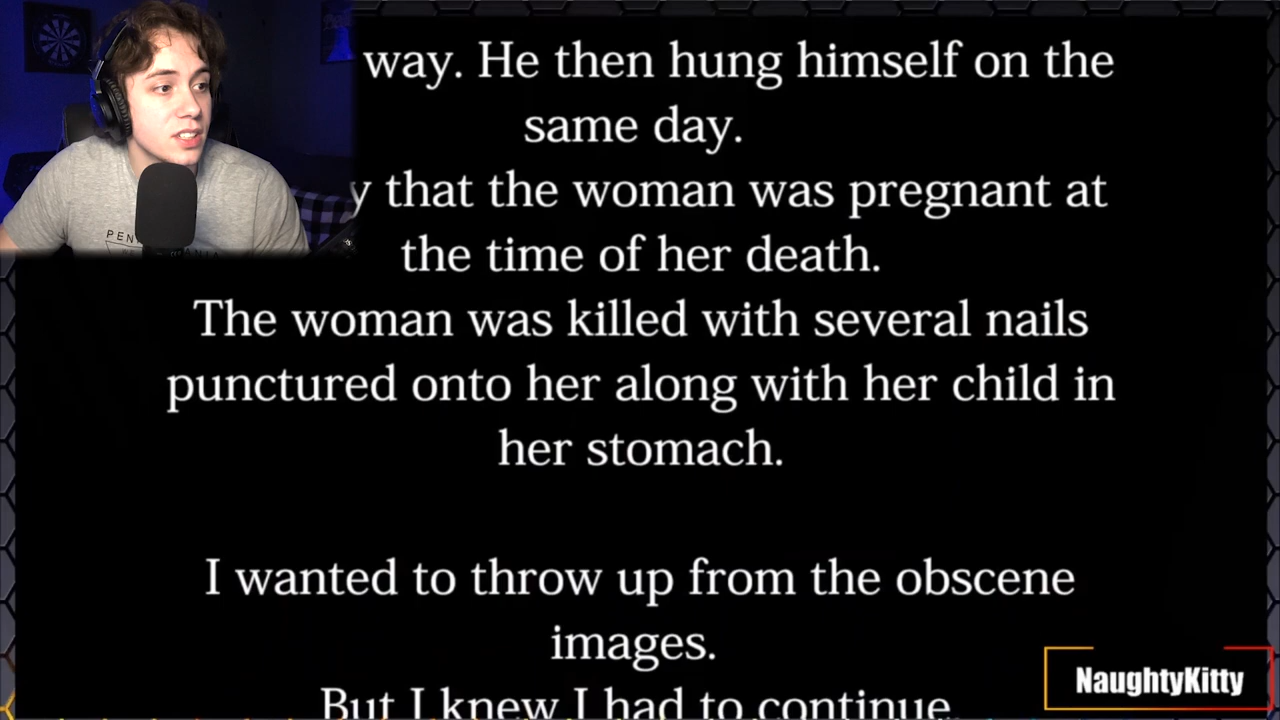 way. He then hung himself on the
same day.
that the woman was pregnant at
the time of her death.
The woman was killed with several nails
punctured onto her along with her child in
her stomach.
I wanted to throw up from the obscene
images.
But I knew I had to continue.
NaughtyKitty